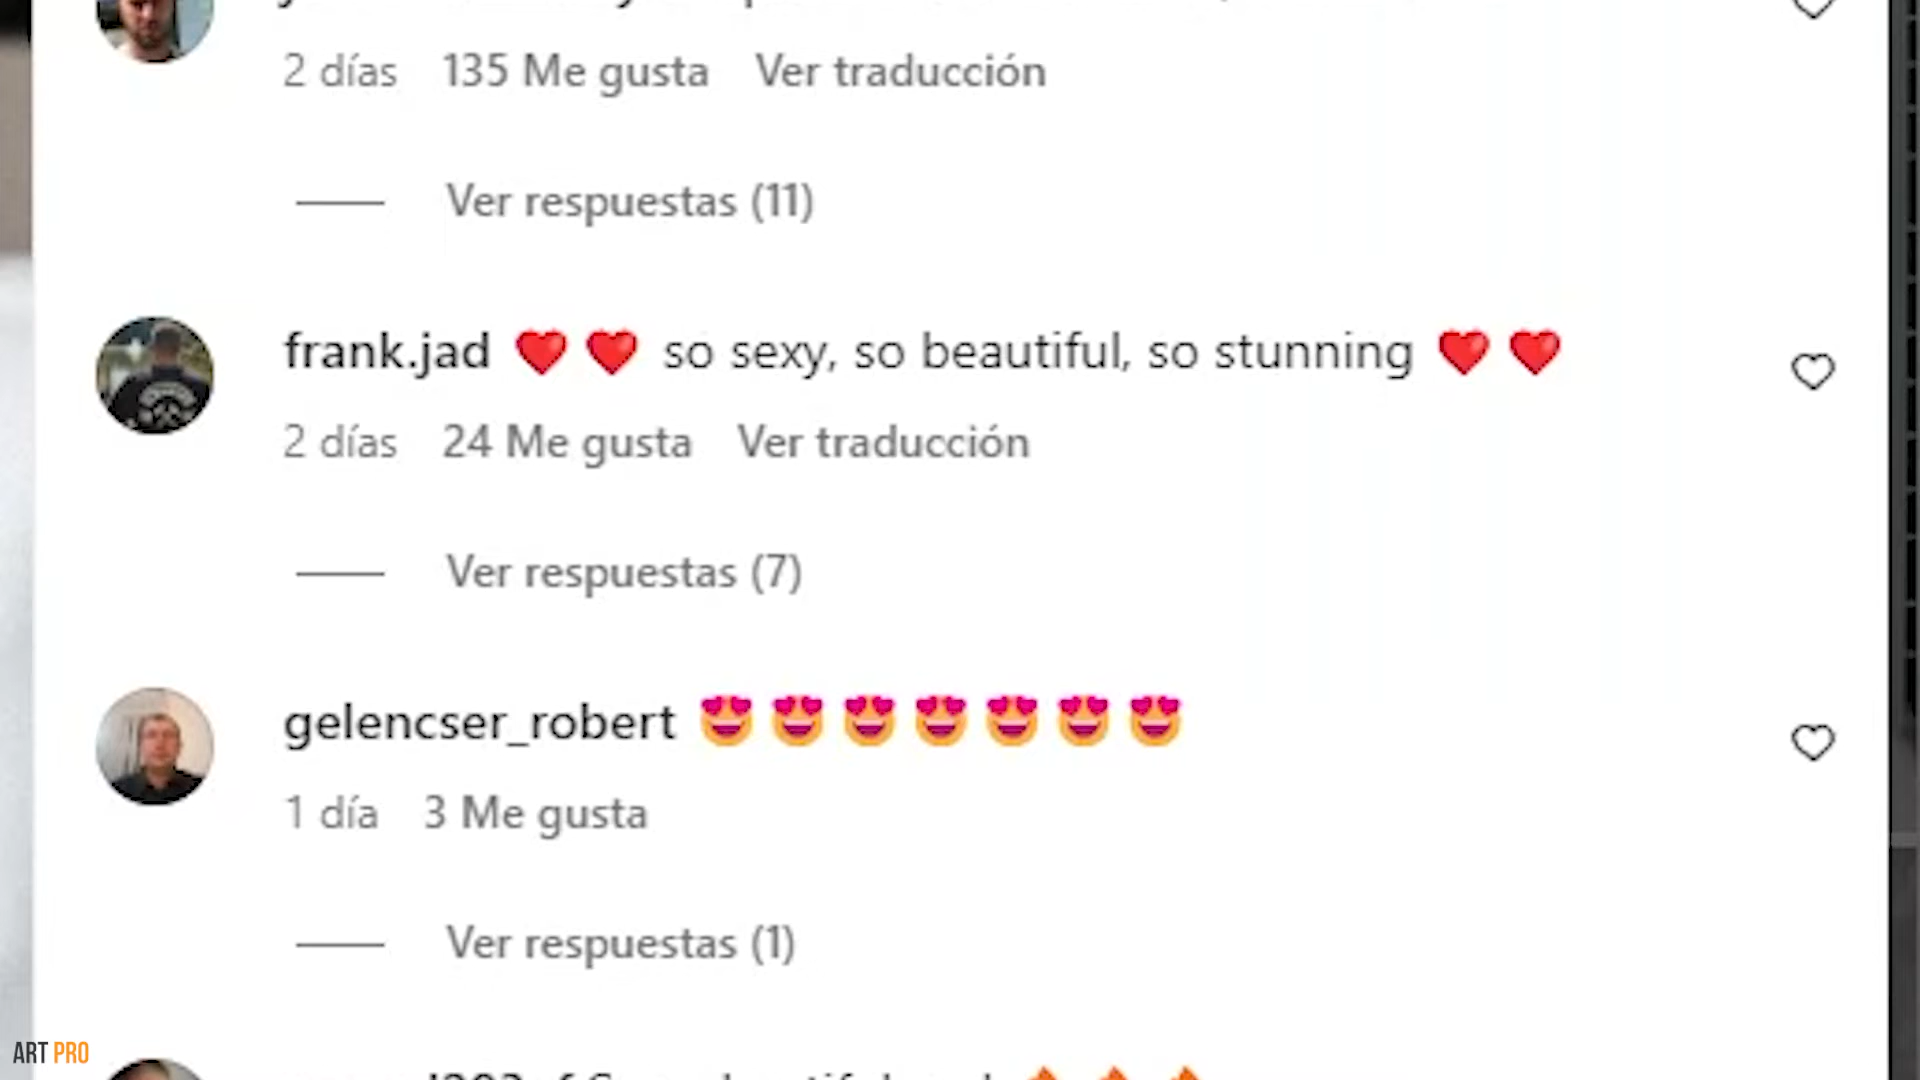 2 días 135 Me gusta Ver traducción
Ver respuestas (11)
frank.jad ❤️❤️ so sexy, so beautiful, so stunning ❤️❤️
2 días 24 Me gusta Ver traducción
Ver respuestas (7)
gelencser_robert 😍😍😍😍😍😍😍
1 día 3 Me gusta
Ver respuestas (1)
ART PRO